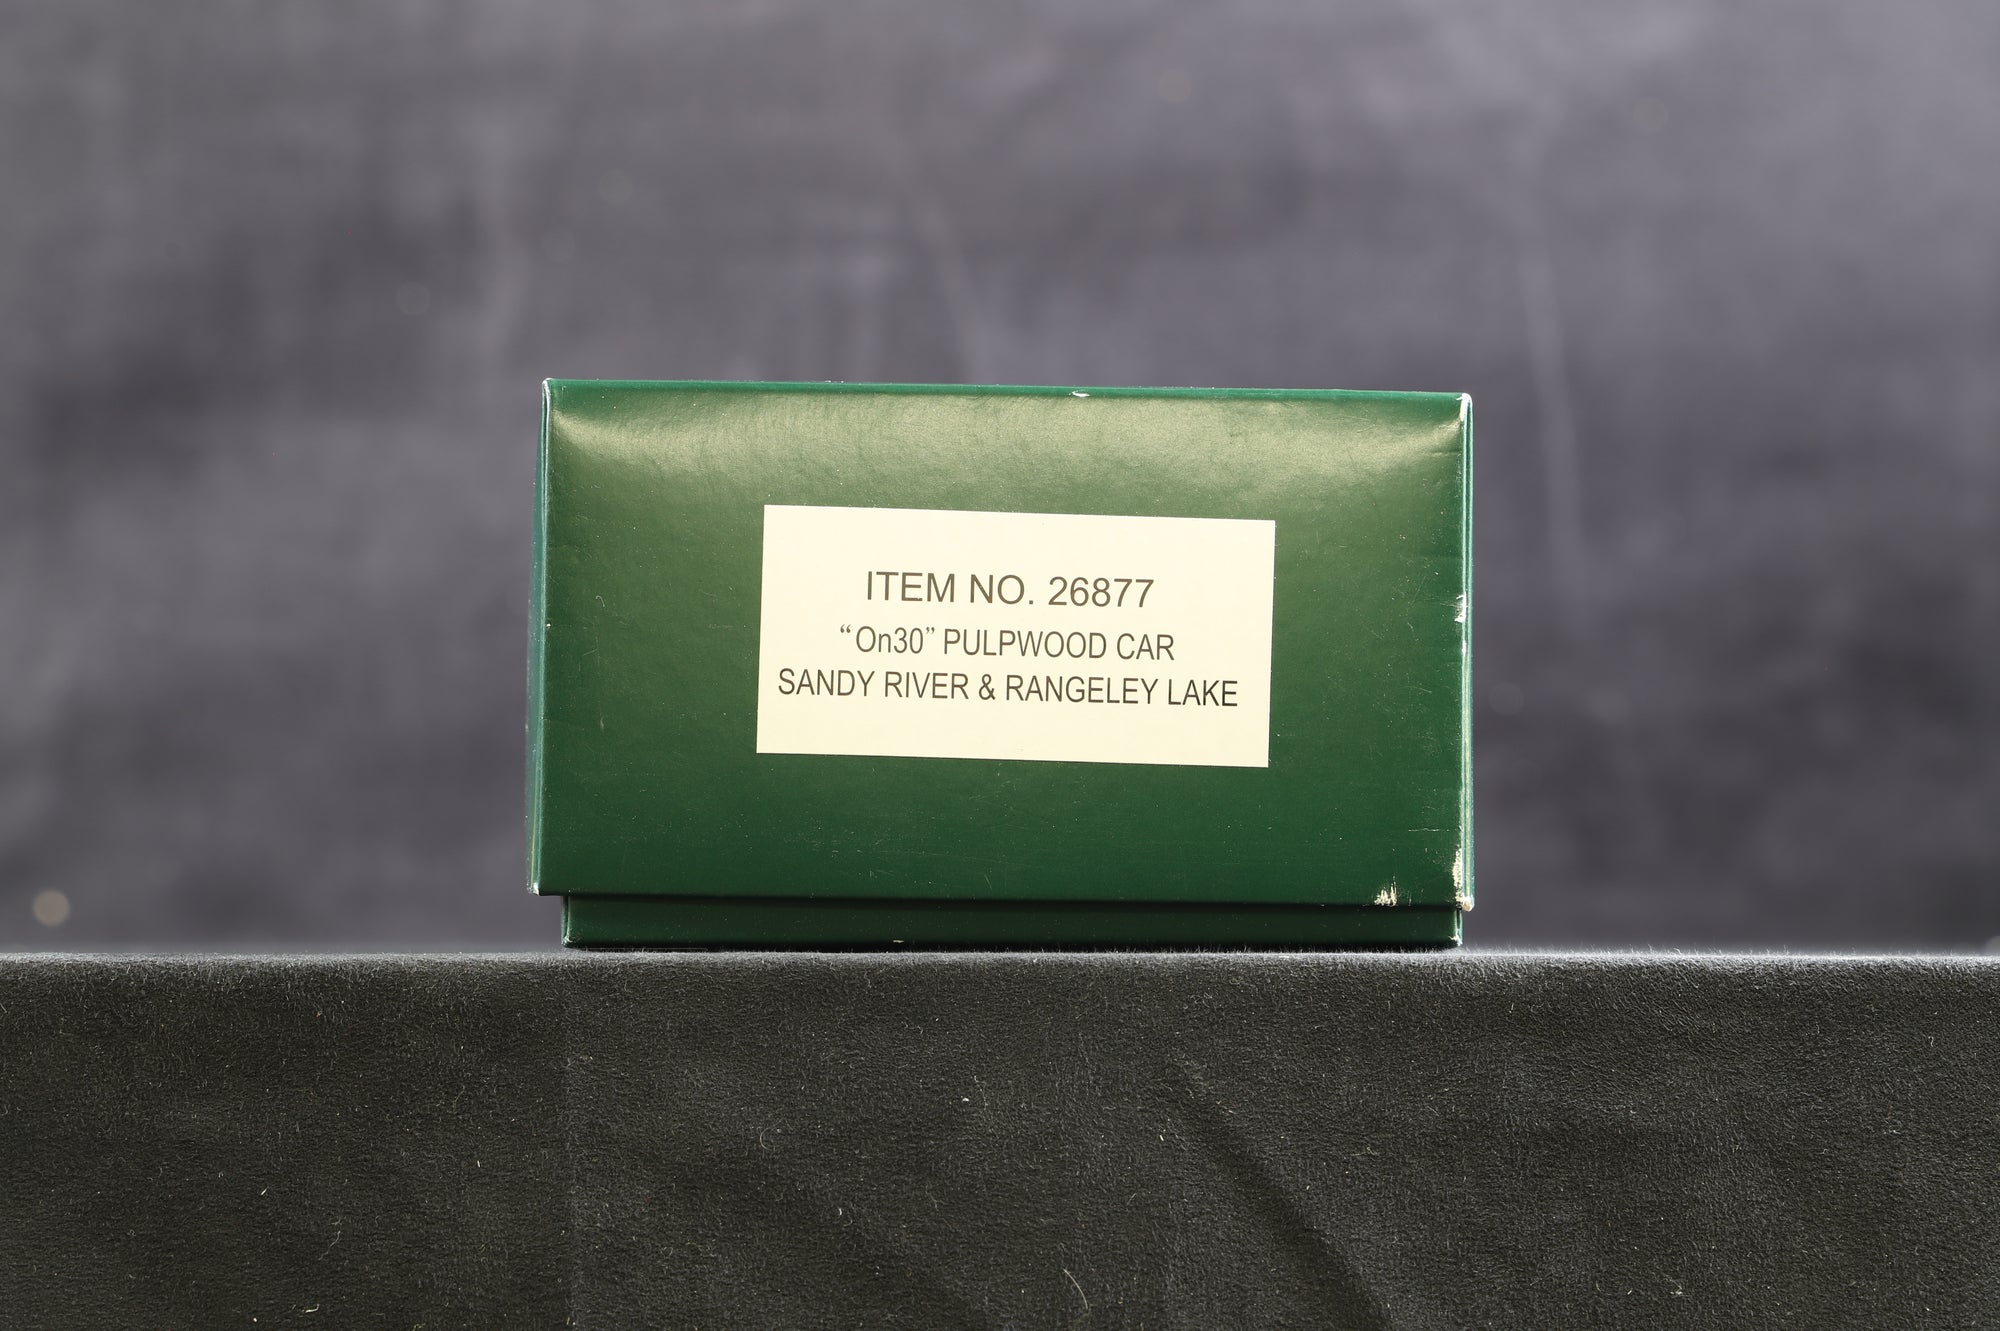 ITEM NO. 26877
“On30” PULPWOOD CAR
SANDY RIVER & RANGELEY LAKE